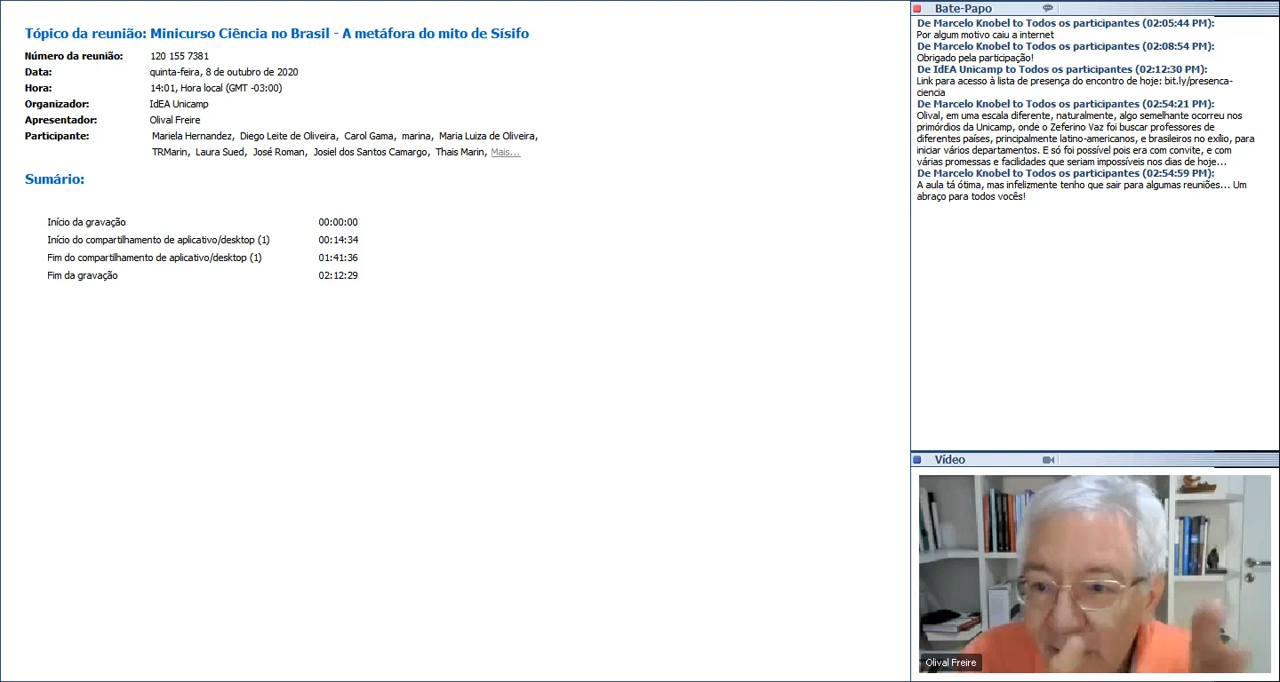 Tópico da reunião: Minicurso Ciência no Brasil - A metáfora do mito de Sísifo
Número da reunião: 120 155 7381
Data: quinta-feira, 8 de outubro de 2020
Hora: 14:01, Hora local (GMT -03:00)
Organizador: IdEA Unicamp
Apresentador: Olival Freire
Participante: Mariela Hernandez, Diego Leite de Oliveira, Carol Gama, marina, Maria Luiza de Oliveira,
TRMarin, Laura Sued, José Roman, Josiel dos Santos Camargo, Thais Marin, Mais...
Sumário:
Início da gravação 00:00:00
Início do compartilhamento de aplicativo/desktop (1) 00:14:34
Fim do compartilhamento de aplicativo/desktop (1) 01:41:36
Fim da gravação 02:12:29
Bate-Papo
De Marcelo Knobel to Todos os participantes (02:05:44 PM):
Por algum motivo caiu a internet
De Marcelo Knobel to Todos os participantes (02:08:54 PM):
Obrigado pela participação!
De IdEA Unicamp to Todos os participantes (02:12:30 PM):
Link para acesso à lista de presença do encontro de hoje: bit.ly/presenca-
ciencia
De Marcelo Knobel to Todos os participantes (02:54:21 PM):
Olival, em uma escala diferente, naturalmente, algo semelhante ocorreu nos
primórdios da Unicamp, onde o Zeferino Vaz foi buscar professores de
diferentes países, principalmente latino-americanos, e brasileiros no exílio, para
iniciar vários departamentos. E só foi possível pois era com convite, e com
várias promessas e facilidades que seriam impossíveis nos dias de hoje...
De Marcelo Knobel to Todos os participantes (02:54:59 PM):
A aula tá ótima, mas infelizmente tenho que sair para algumas reuniões... Um
abraço para todos vocês!
Vídeo
Olival Freire